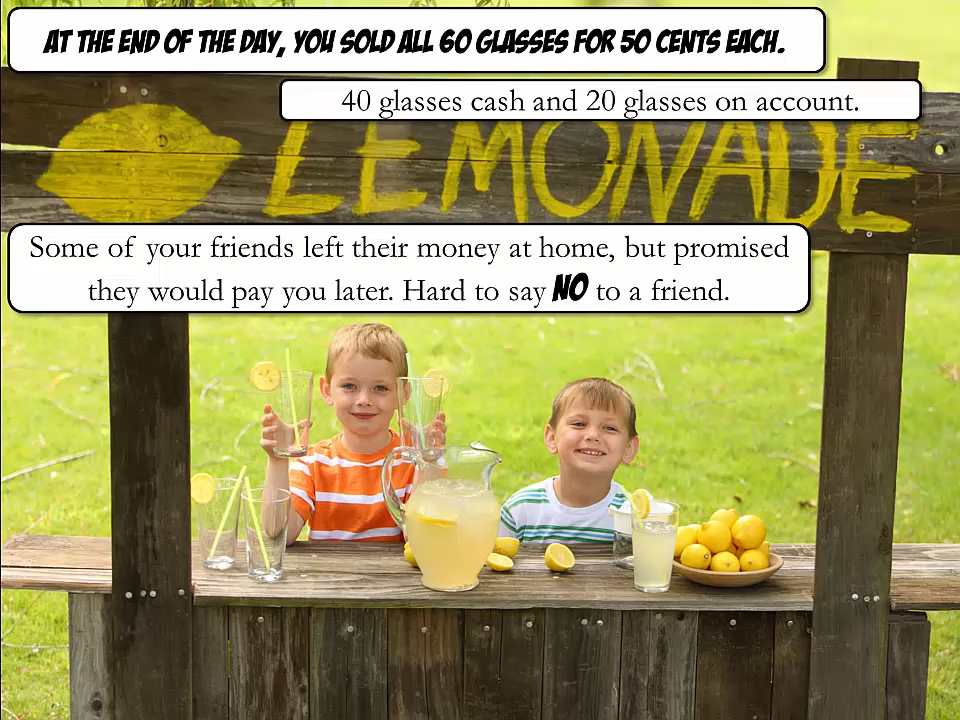 AT THE END OF THE DAY, YOU SOLD ALL 60 GLASSES FOR 50 CENTS EACH.
40 glasses cash and 20 glasses on account.
LEMONADE
Some of your friends left their money at home, but promised
they would pay you later. Hard to say NO to a friend.